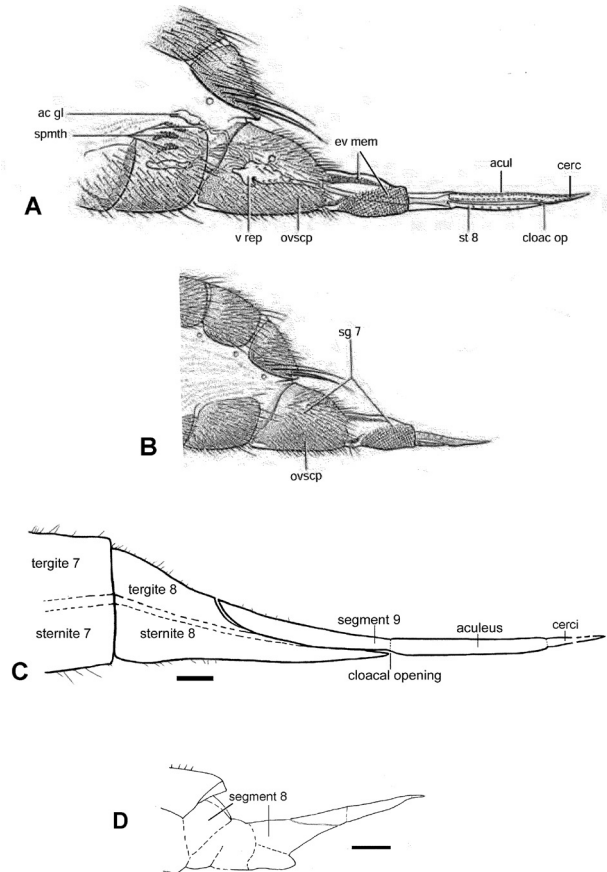 ac gl
spmth
ev mem
acul
cerc
A
v rep
ovscp
st 8
cloac op
sg 7
B
ovscp
tergite 7
tergite 8
segment 9
aculeus
cerci
sternite 7
sternite 8
C
cloacal opening
segment 8
D